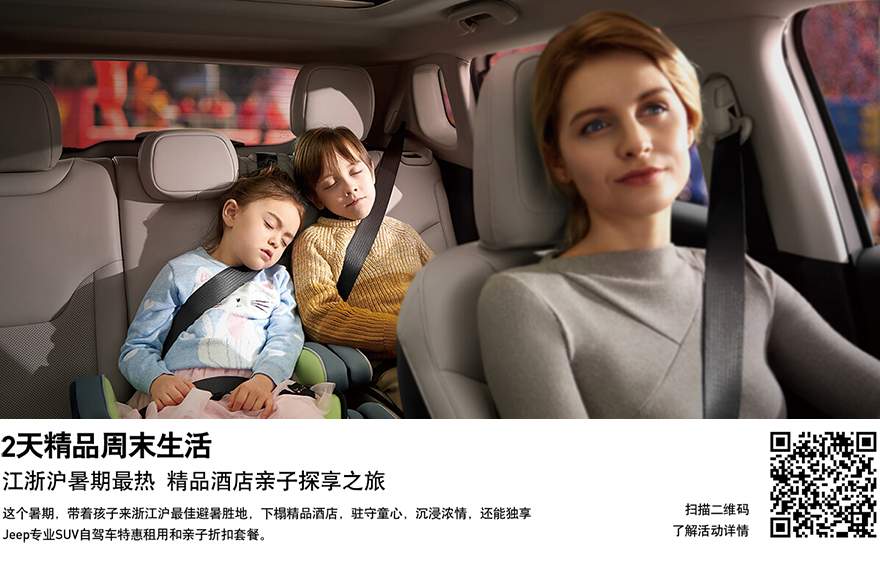 2天精品周末生活
江浙沪暑期最热 精品酒店亲子探享之旅
这个暑期，带着孩子来浙江沪最佳避暑胜地，下榻精品酒店，驻守童心，沉浸浓情，还能独享
Jeep专业SUV自驾车特惠租用和亲子折扣套餐。
扫描二维码
了解活动详情